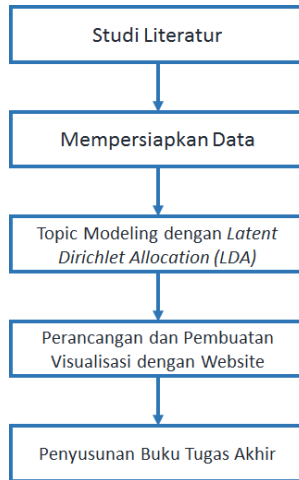 Studi Literatur
Mempersiapkan Data
Topic Modeling dengan Latent
Dirichlet Allocation (LDA)
Perancangan dan Pembuatan
Visualisasi dengan Website
Penyusunan Buku Tugas Akhir